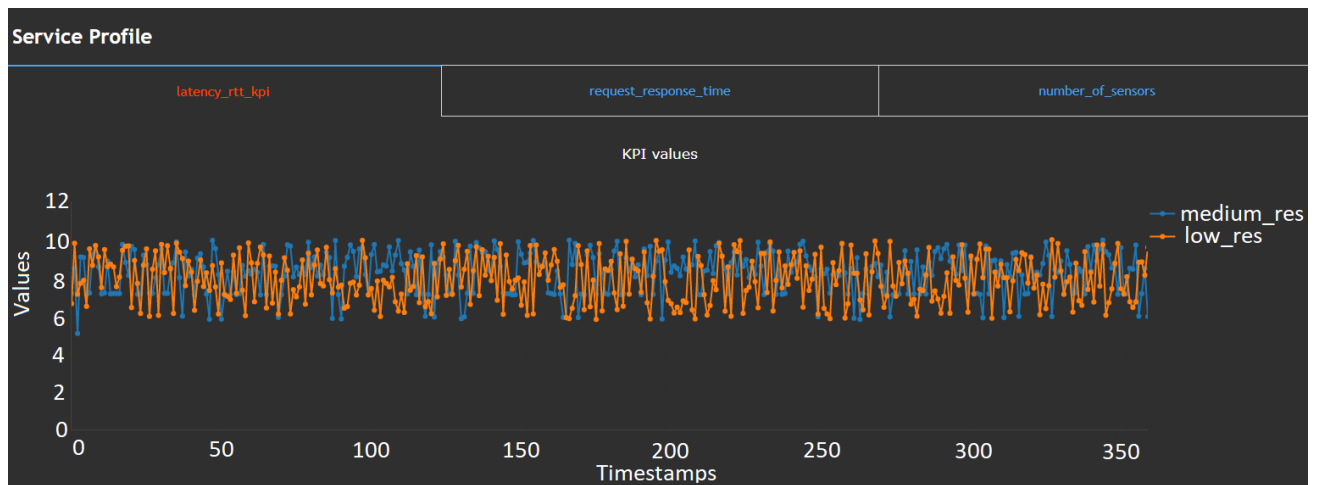 Service Profile
latency_rtt_kpi
request_response_time
number_of_sensors
KPI values
12
10
8
6
4
2
0
Values
0
50
100
150
200
250
300
350
Timestamps
medium_res
low_res